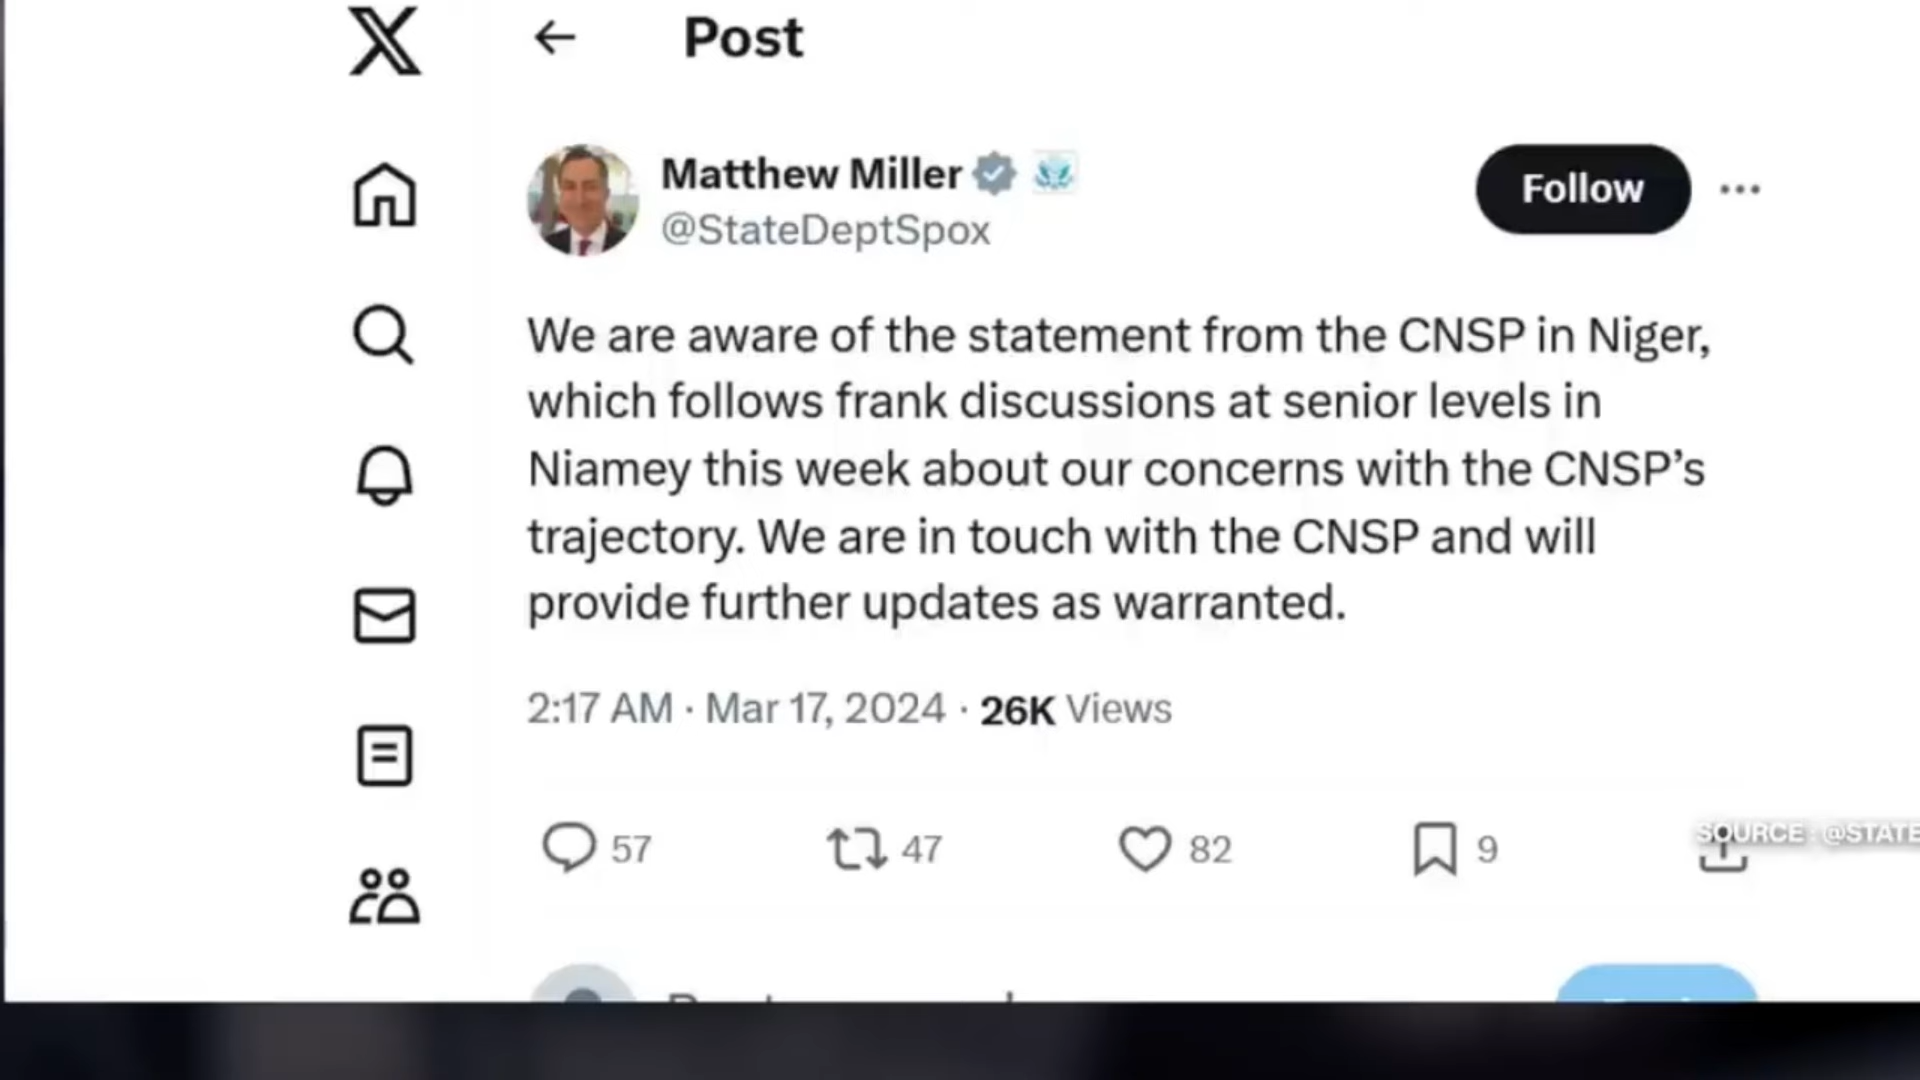 Post
Matthew Miller
@StateDeptSpox
Follow
We are aware of the statement from the CNSP in Niger,
which follows frank discussions at senior levels in
Niamey this week about our concerns with the CNSP’s
trajectory. We are in touch with the CNSP and will
provide further updates as warranted.
2:17 AM · Mar 17, 2024 · 26K Views
57 47 82 9
SOURCE : @STATE